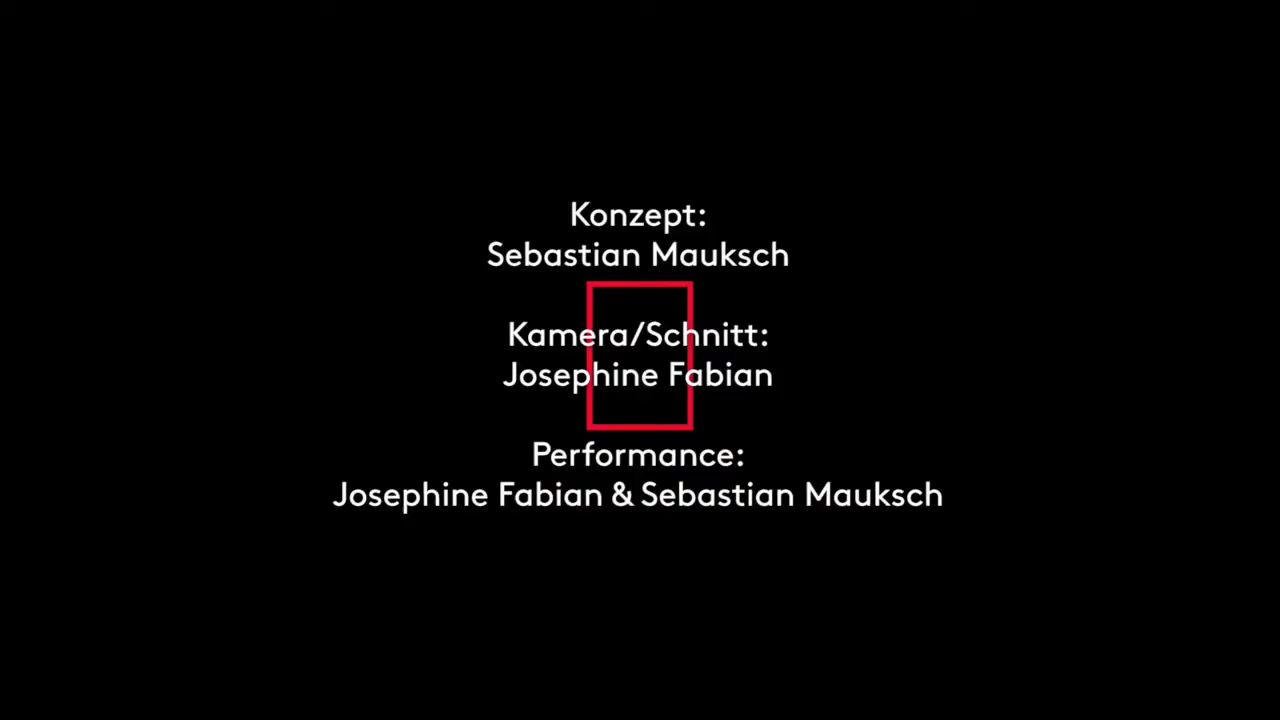 Konzept:
Sebastian Mauksch
Kamera/Schnitt:
Josephine Fabian
Performance:
Josephine Fabian & Sebastian Mauksch